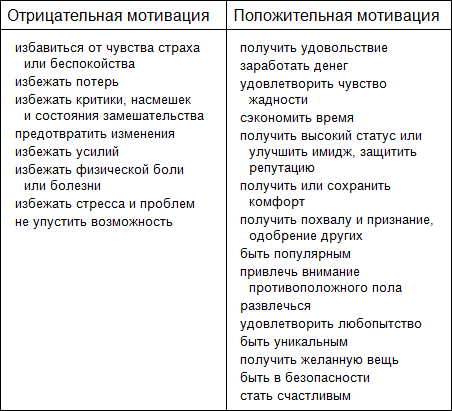 Отрицательная мотивация
избавиться от чувства страха
или беспокойства
избежать потерь
избежать критики, насмешек
и состояния замешательства
предотвратить изменения
избежать усилий
избежать физической боли
или болезни
избежать стресса и проблем
не упустить возможность
Положительная мотивация
получить удовольствие
заработать денег
удовлетворить чувство
жадности
сэкономить время
получить высокий статус или
улучшить имидж, защитить
репутацию
получить или сохранить
комфорт
получить похвалу и признание,
одобрение других
быть популярным
привлечь внимание
противоположного пола
развлечься
удовлетворить любопытство
быть уникальным
получить желанную вещь
быть в безопасности
стать счастливым